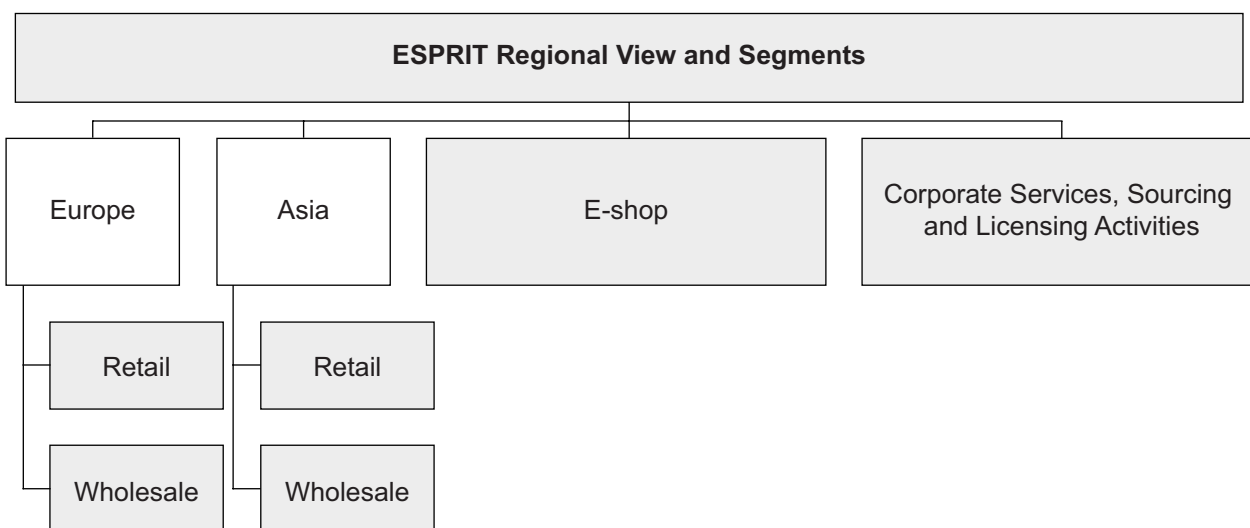 ESPRIT Regional View and Segments
Europe
Asia
E-shop
Corporate Services, Sourcing
and Licensing Activities
Retail
Retail
Wholesale
Wholesale